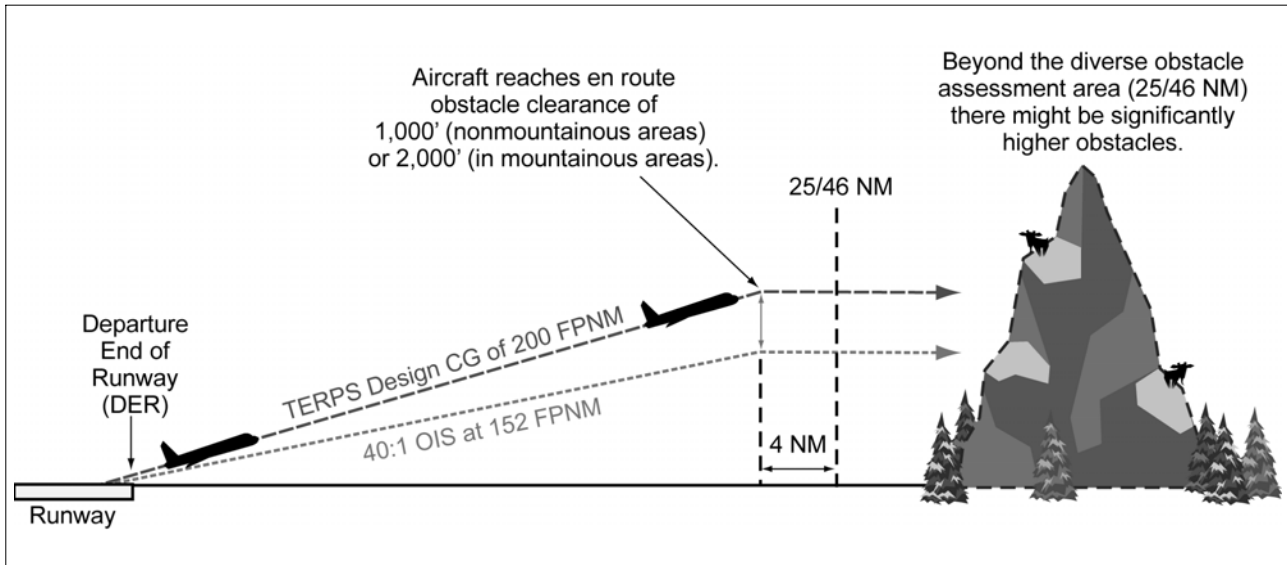 Aircraft reaches en route
obstacle clearance of
1,000’ (nonmountainous areas)
or 2,000’ (in mountainous areas).
Beyond the diverse obstacle
assessment area (25/46 NM)
there might be significantly
higher obstacles.
25/46 NM
Departure
End of
Runway
(DER)
TERPS Design CG of 200 FPNM
40:1 OIS at 152 FPNM
4 NM
Runway